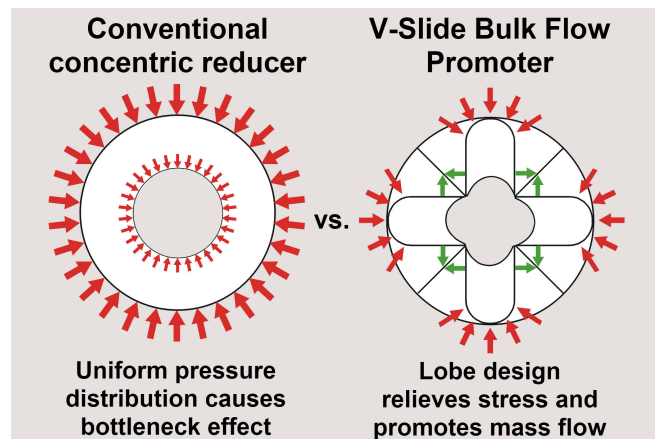 Conventional
concentric reducer
V-Slide Bulk Flow
Promoter
vs.
Uniform pressure
distribution causes
bottleneck effect
Lobe design
relieves stress and
promotes mass flow